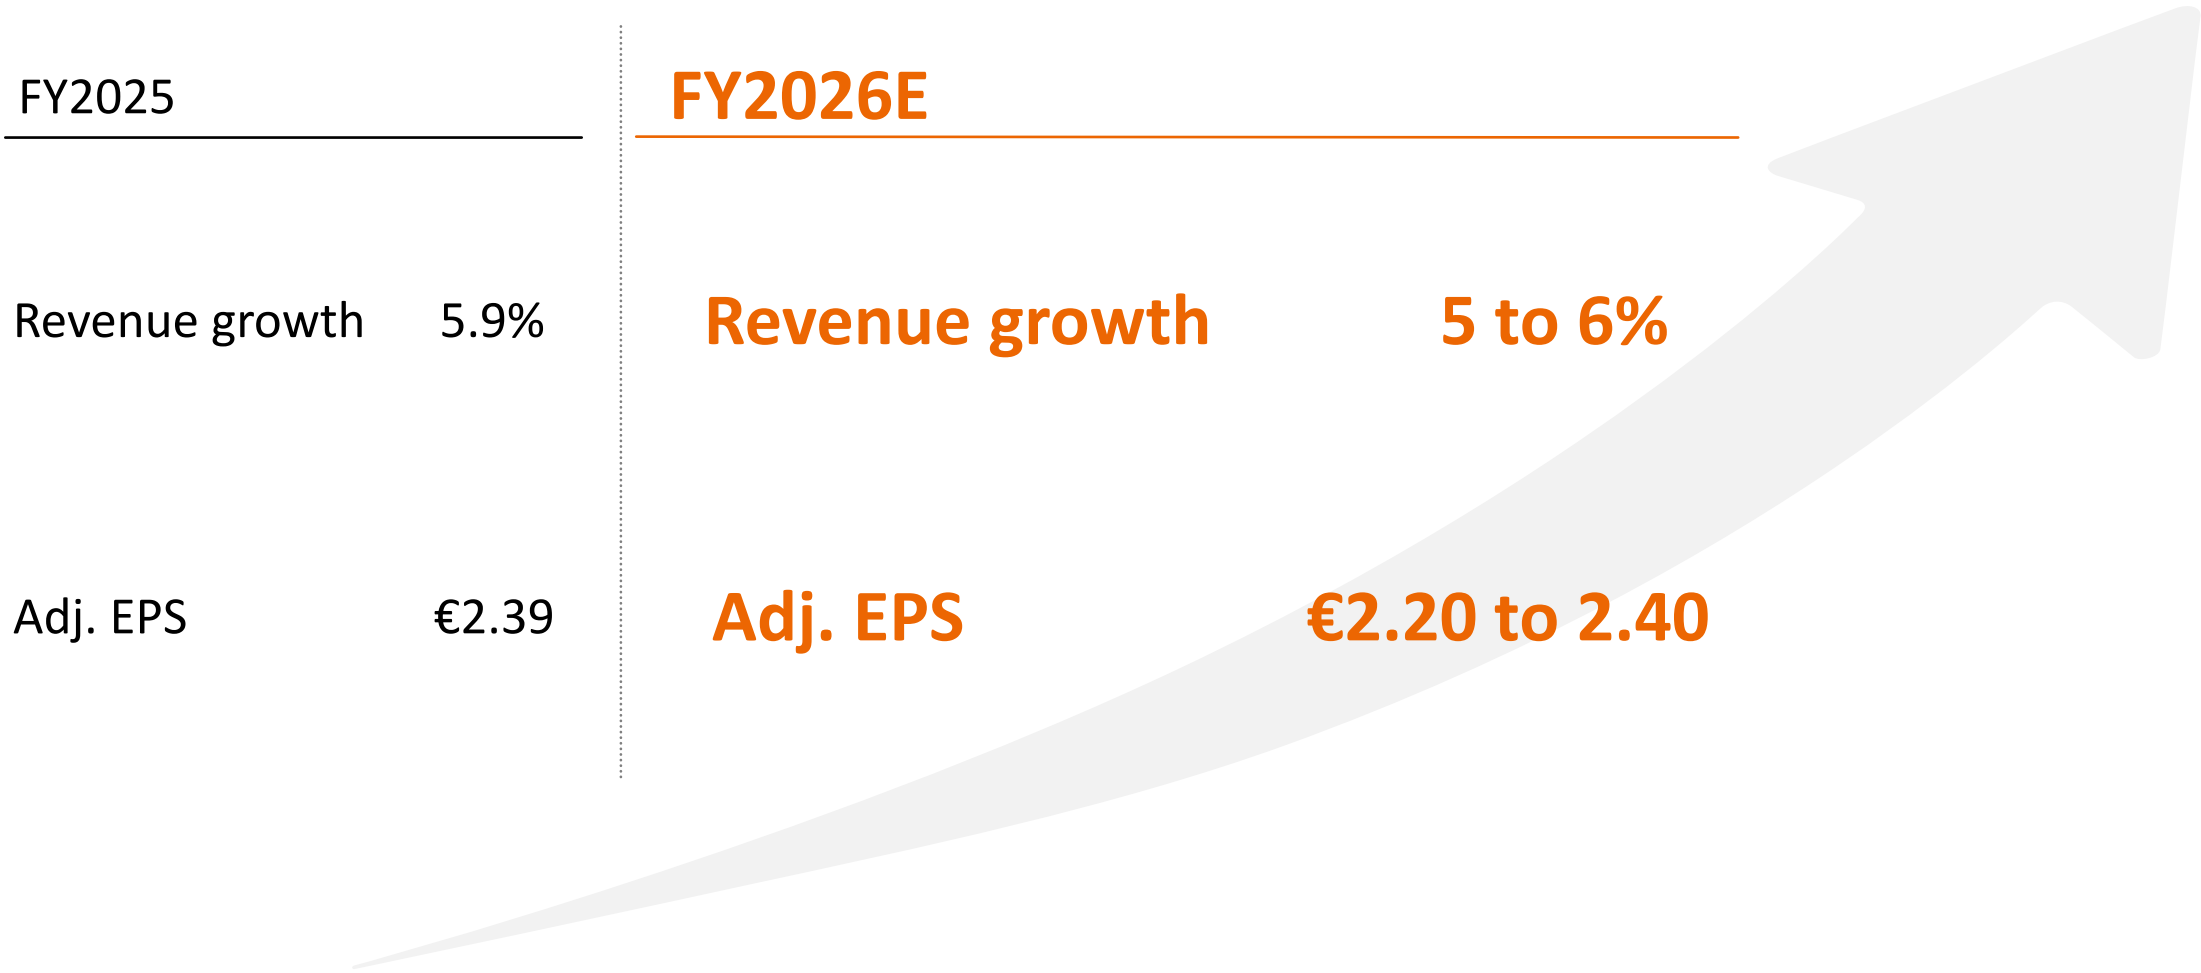 FY2025
Revenue growth 5.9%
Adj. EPS €2.39
FY2026E
Revenue growth 5 to 6%
Adj. EPS €2.20 to 2.40